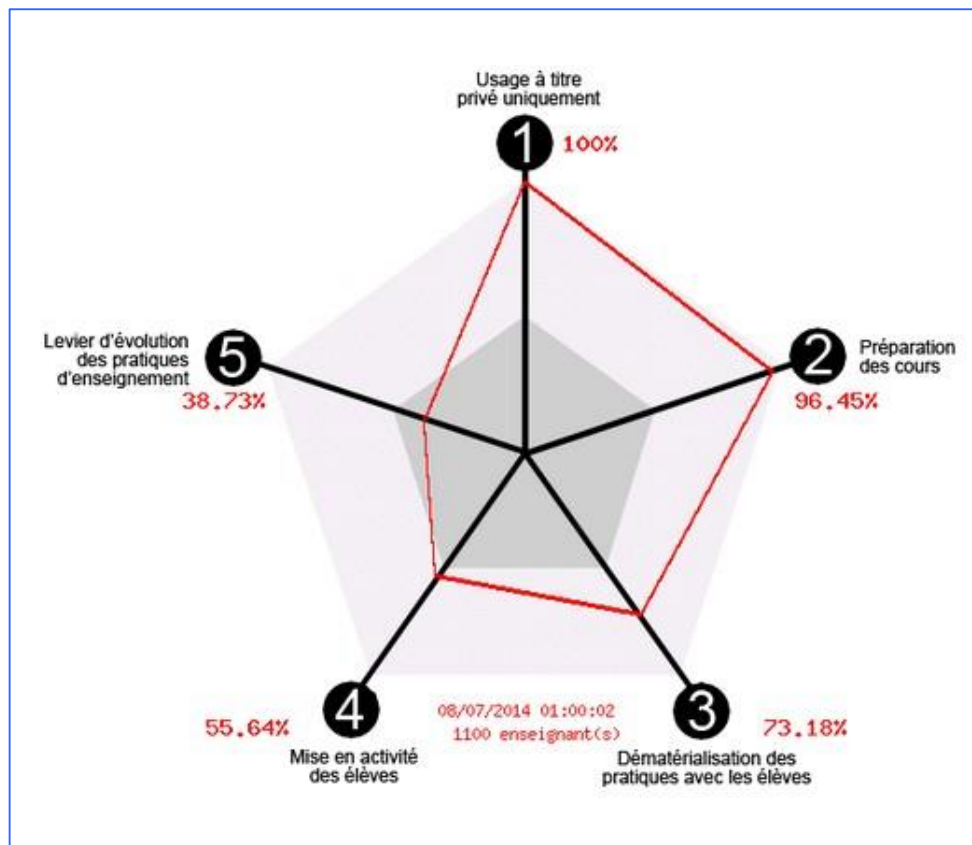 Usage à titre
privé uniquement
1
100%
Levier d'évolution
des pratiques
d'enseignement
5
38.73%
2
Préparation
des cours
96.45%
4
55.64%
Mise en activité
des élèves
08/07/2014 01:00:02
1100 enseignant(s)
3
73.18%
Dématérialisation des
pratiques avec les élèves